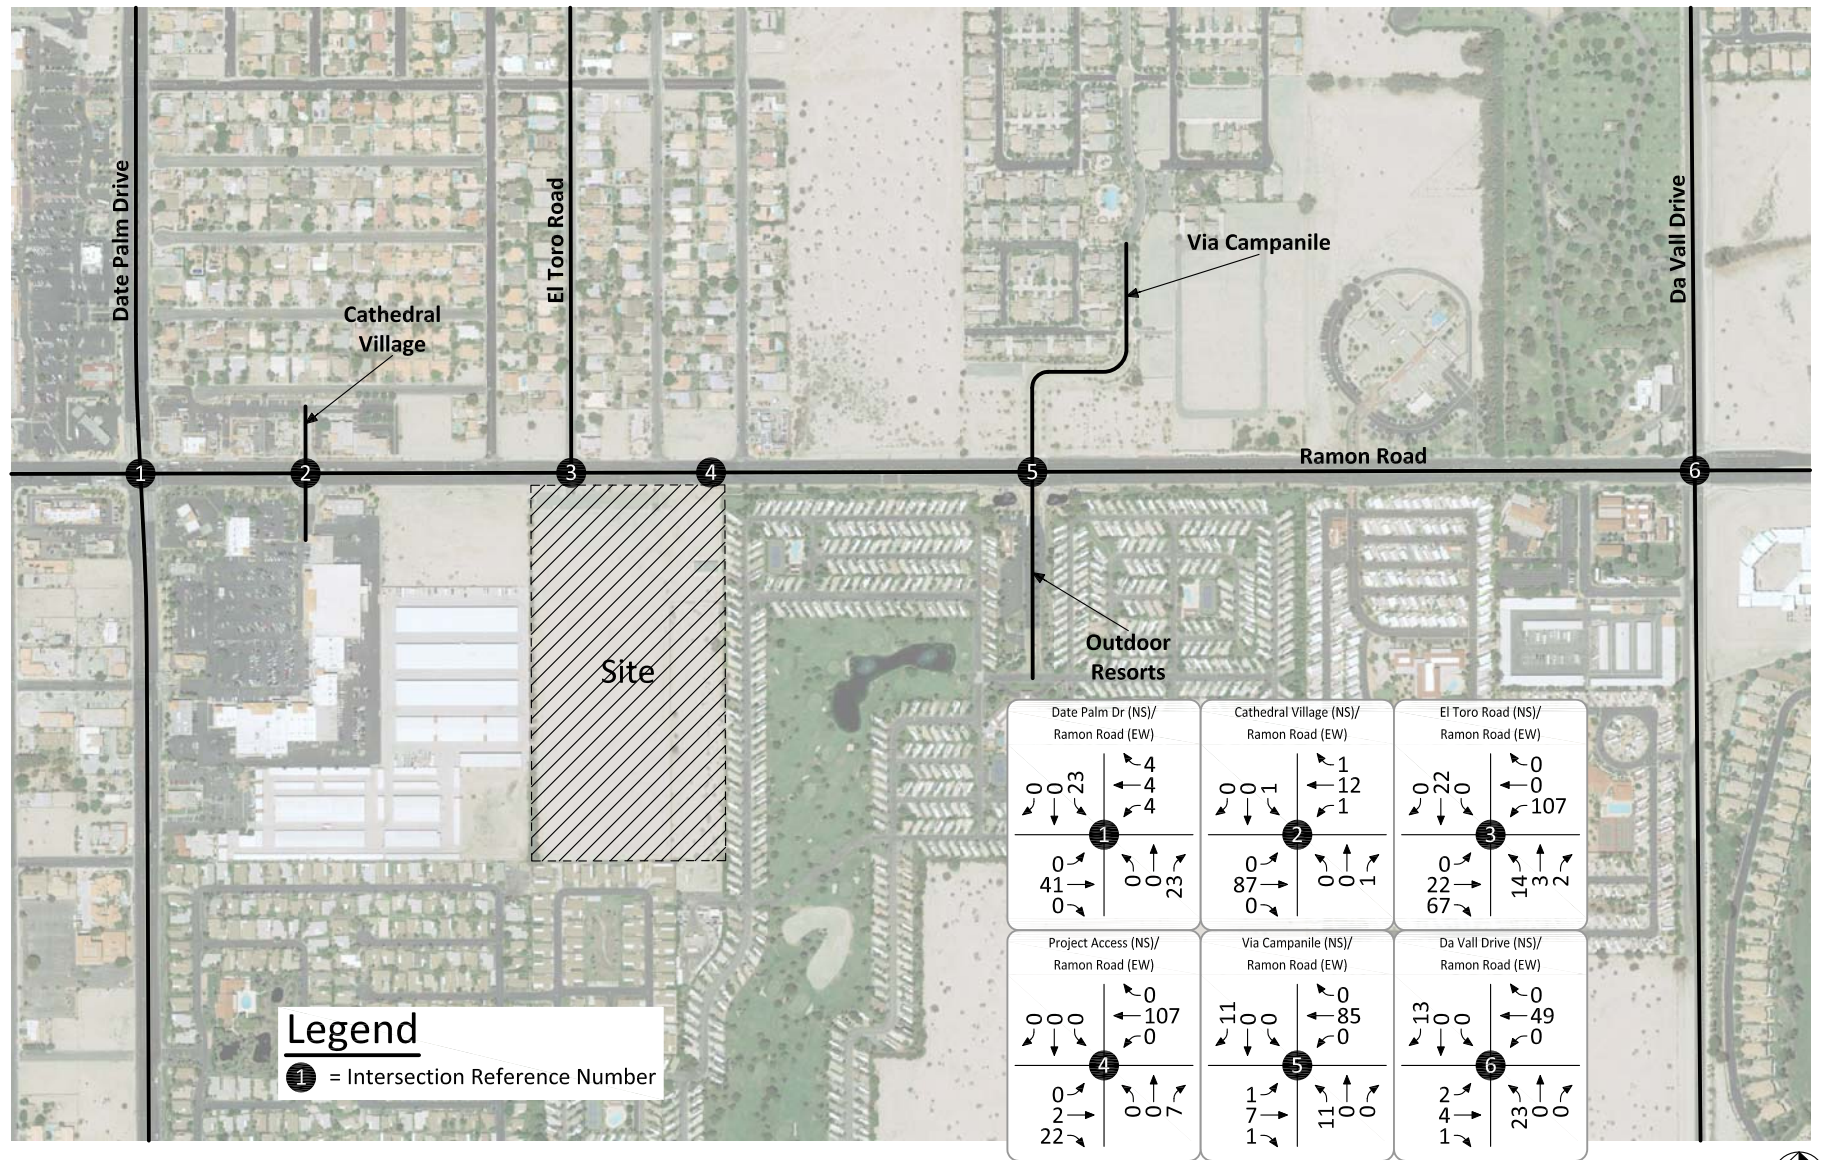 Date Palm Drive
El Toro Road
Da Vall Drive
Via Campanile
Cathedral
Village
Ramon Road
1
2
3
4
5
6
Site
Outdoor
Resorts
Date Palm Dr (NS)/
Ramon Road (EW)
0 0 23
4
4
4
1
0
41
0
0 0 23
Cathedral Village (NS)/
Ramon Road (EW)
0 0 1
1
12
1
2
0
87
0
0 0 1
El Toro Road (NS)/
Ramon Road (EW)
0 22 0
0
0
107
3
0
22
67
14 3 2
Project Access (NS)/
Ramon Road (EW)
0 0 0
0
107
0
4
0
2
22
0 0 7
Via Campanile (NS)/
Ramon Road (EW)
11 0 0
0
85
0
5
1
7
1
11 0 0
Da Vall Drive (NS)/
Ramon Road (EW)
13 0 0
0
49
0
6
2
4
1
23 0 0
Legend
1 = Intersection Reference Number